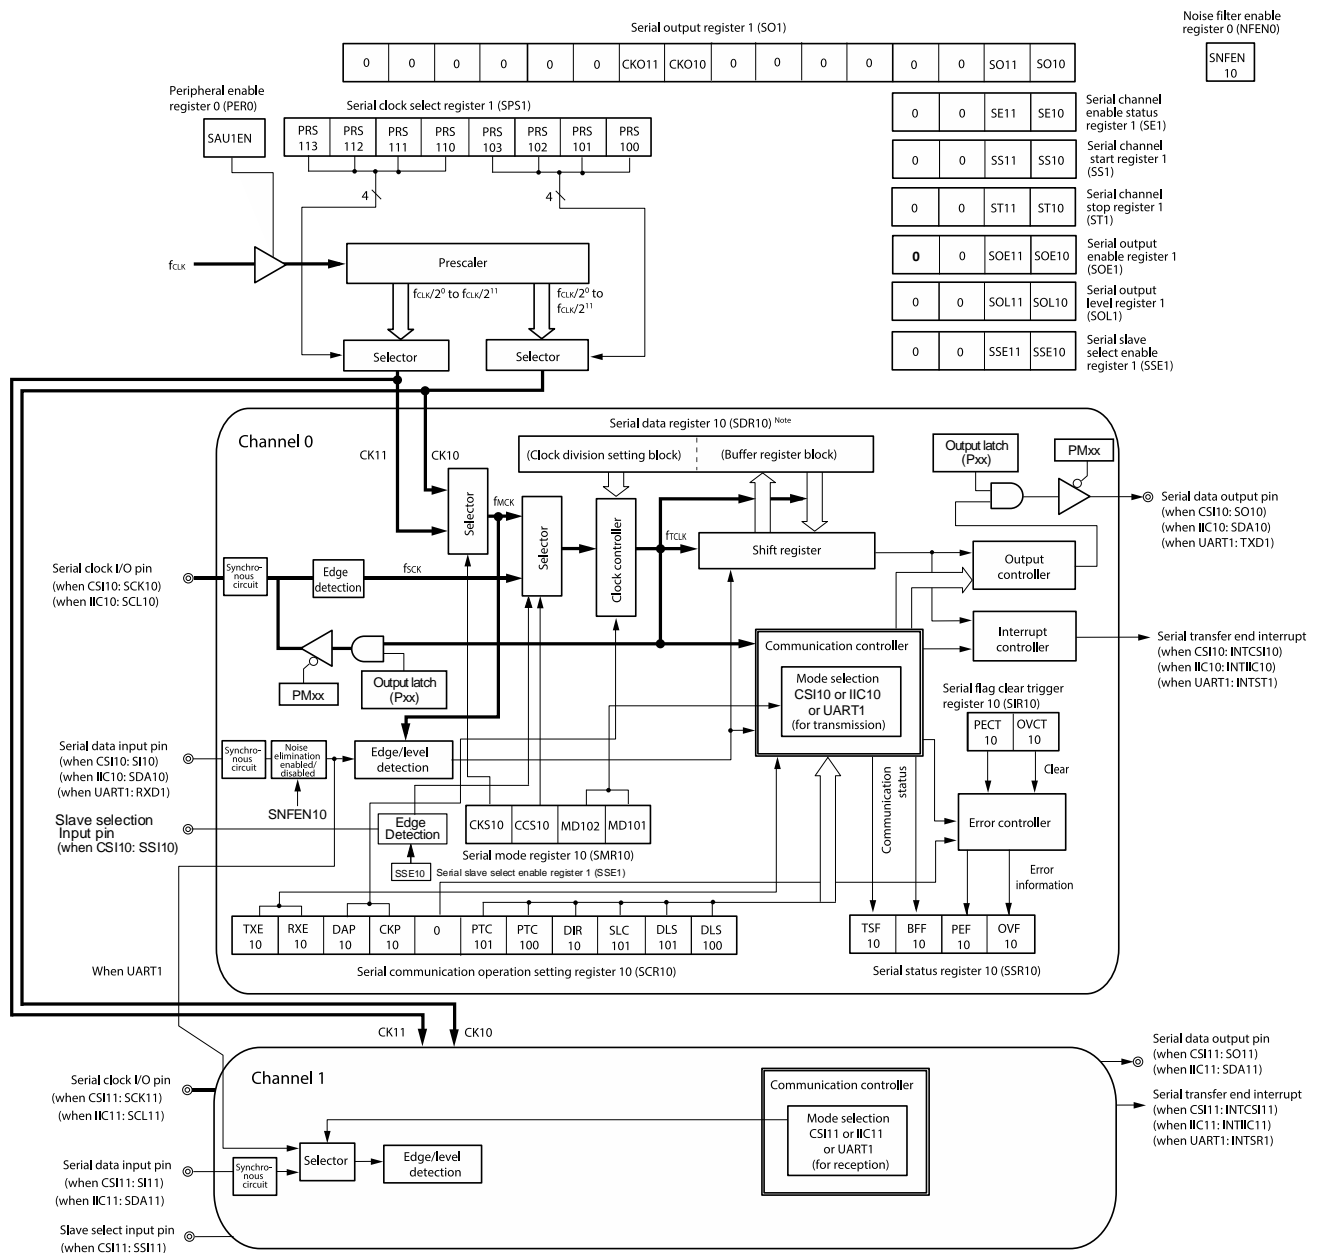 Serial output register 1 (SO1)
0 0 0 0 0 0 CKO11 CKO10 0 0 0 0 0 0 SO11 SO10
Noise filter enable
register 0 (NFEN0)
SNFEN
10
Peripheral enable
register 0 (PER0)
SAU1EN
Serial clock select register 1 (SPS1)
PRS
113
PRS
112
PRS
111
PRS
110
PRS
103
PRS
102
PRS
101
PRS
100
4
4
0 0 SE11 SE10
Serial channel
enable status
register 1 (SE1)
0 0 SS11 SS10
Serial channel
start register 1
(SS1)
0 0 ST11 ST10
Serial channel
stop register 1
(ST1)
0 0 SOE11 SOE10
Serial output
enable register 1
(SOE1)
0 0 SOL11 SOL10
Serial output
level register 1
(SOL1)
0 0 SSE11 SSE10
Serial slave
select enable
register 1 (SSE1)
fCLK
Prescaler
fCLK/2⁰ to fCLK/2¹¹
fCLK/2⁰ to
fCLK/2¹¹
Selector
Selector
Channel 0
CK11
CK10
Serial data register 10 (SDR10) Note
(Clock division setting block)
(Buffer register block)
Selector
fMCK
Selector
Clock controller
fTCLK
Shift register
Output latch
(Pxx)
PMxx
Serial data output pin
(when CSI10: SO10)
(when IIC10: SDA10)
(when UART1: TXD1)
Output
controller
Serial clock I/O pin
(when CSI10: SCK10)
(when IIC10: SCL10)
Synchro-
nous
circuit
Edge
detection
fSCK
PMxx
Output latch
(Pxx)
Communication controller
Mode selection
CSI10 or IIC10
or UART1
(for transmission)
Interrupt
controller
Serial transfer end interrupt
(when CSI10: INTCSI10)
(when IIC10: INTIIC10)
(when UART1: INTST1)
Serial flag clear trigger
register 10 (SIR10)
PECT
10
OVCT
10
Clear
Serial data input pin
(when CSI10: SI10)
(when IIC10: SDA10)
(when UART1: RXD1)
Synchro-
nous
circuit
Noise
elimination
enabled/
disabled
SNFEN10
Edge/level
detection
Communication
status
Error controller
Error
information
Slave selection
Input pin
(when CSI10: SSI10)
Edge
Detection
SSE10
Serial slave select enable register 1 (SSE1)
CKS10 CCS10 MD102 MD101
Serial mode register 10 (SMR10)
TXE
10
RXE
10
DAP
10
CKP
10
0
PTC
101
PTC
100
DIR
10
SLC
101
DLS
101
DLS
100
Serial communication operation setting register 10 (SCR10)
TSF
10
BFF
10
PEF
10
OVF
10
Serial status register 10 (SSR10)
When UART1
CK11
CK10
Channel 1
Serial clock I/O pin
(when CSI11: SCK11)
(when IIC11: SCL11)
Serial data input pin
(when CSI11: SI11)
(when IIC11: SDA11)
Synchro-
nous
circuit
Selector
Edge/level
detection
Communication controller
Mode selection
CSI11 or IIC11
or UART1
(for reception)
Serial data output pin
(when CSI11: SO11)
(when IIC11: SDA11)
Serial transfer end interrupt
(when CSI11: INTCSI11)
(when IIC11: INTIIC11)
(when UART1: INTSR1)
Slave select input pin
(when CSI11: SSI11)